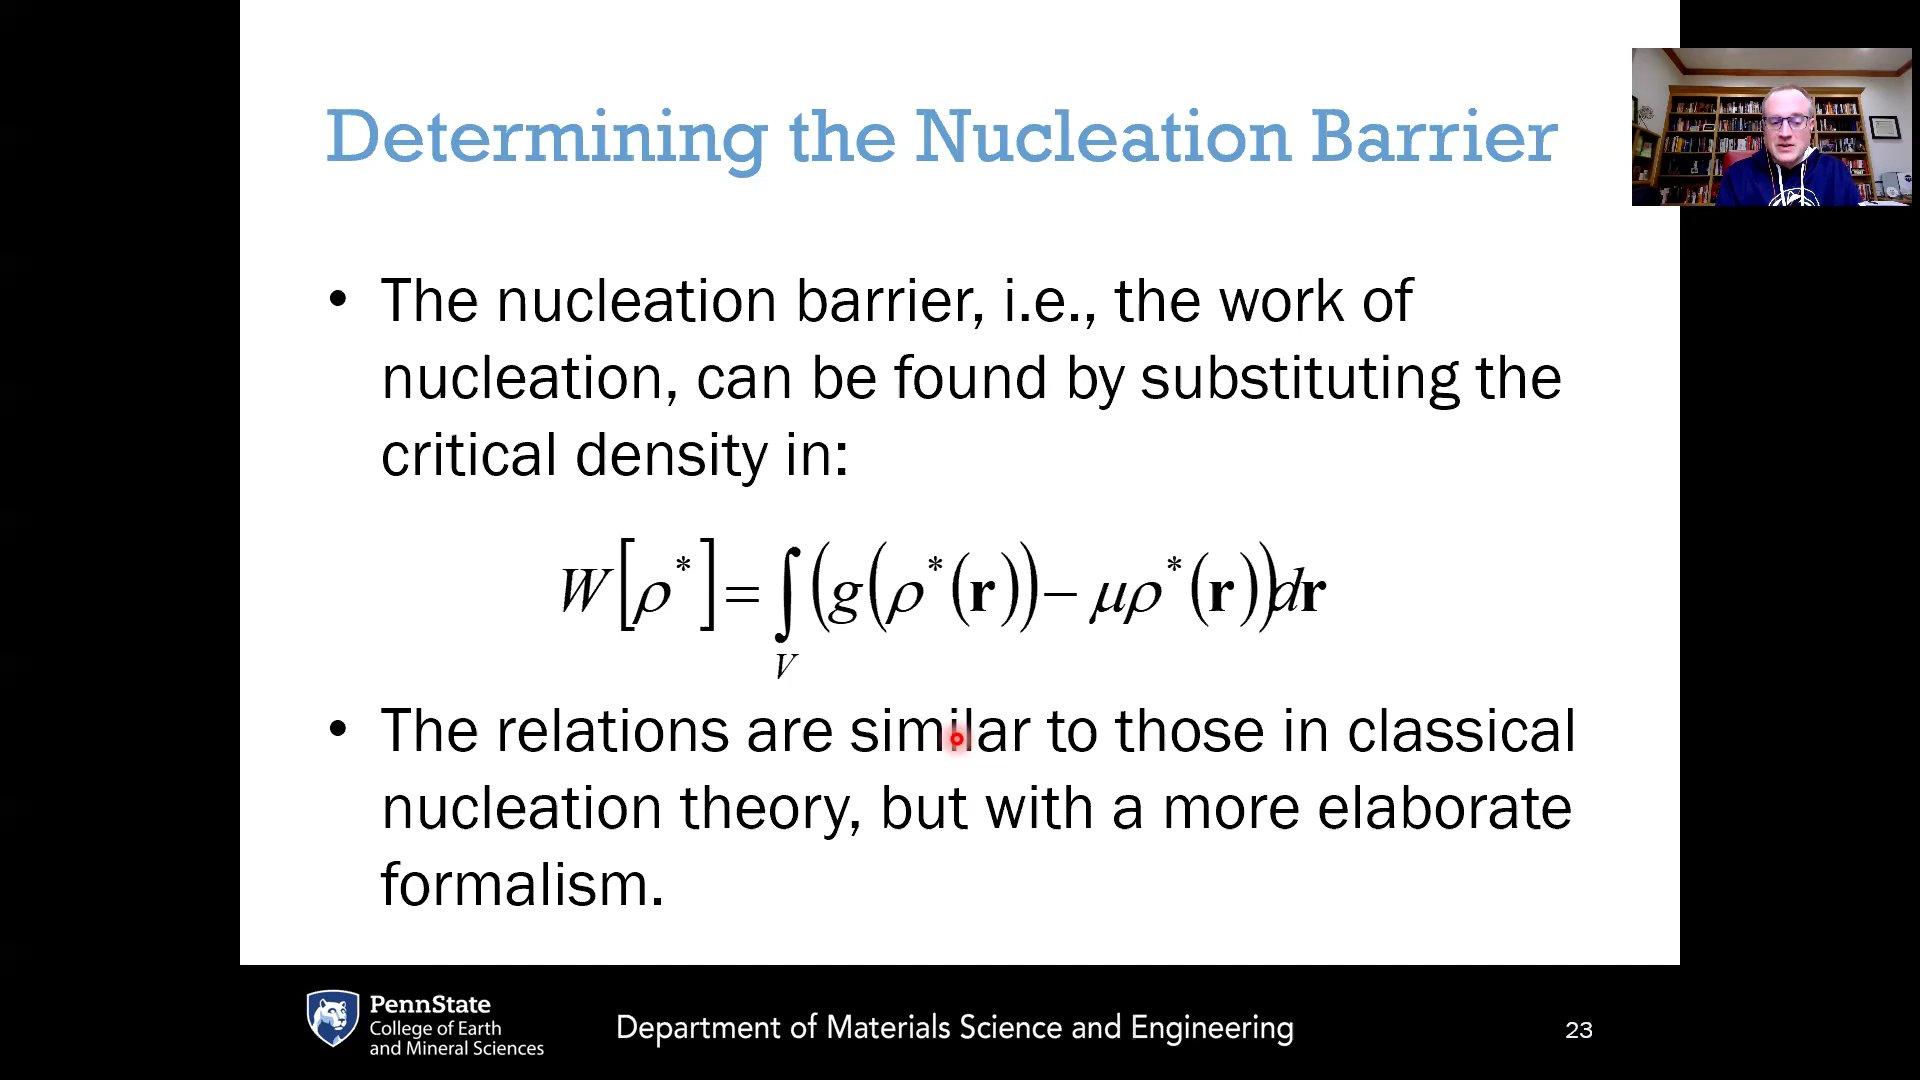 Determining the Nucleation Barrier
• The nucleation barrier, i.e., the work of
nucleation, can be found by substituting the
critical density in:
W[ρ*] = ∫_V (g(ρ*(r)) − μρ*(r))dr
• The relations are similar to those in classical
nucleation theory, but with a more elaborate
formalism.
PennState
College of Earth
and Mineral Sciences
Department of Materials Science and Engineering
23